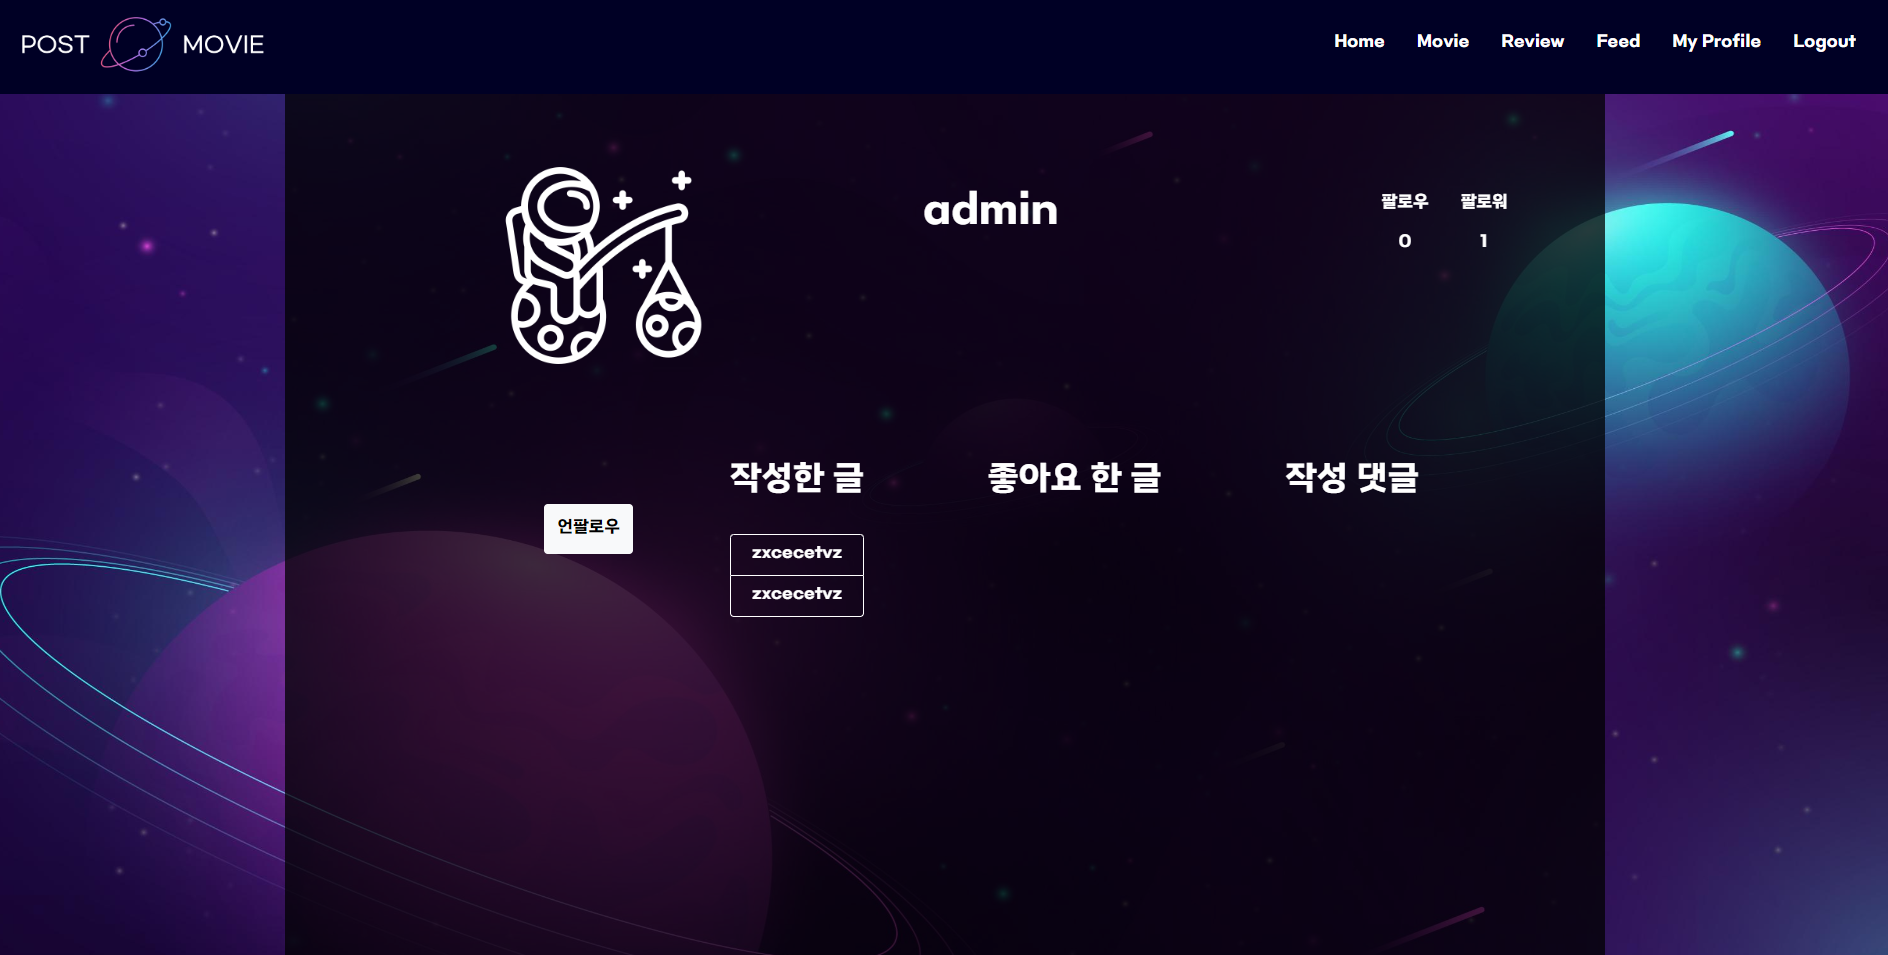 POST MOVIE
Home Movie Review Feed My Profile Logout
admin
팔로우 팔로워
0 1
작성한 글 좋아요 한 글 작성 댓글
언팔로우
zxcecetvz
zxcecetvz